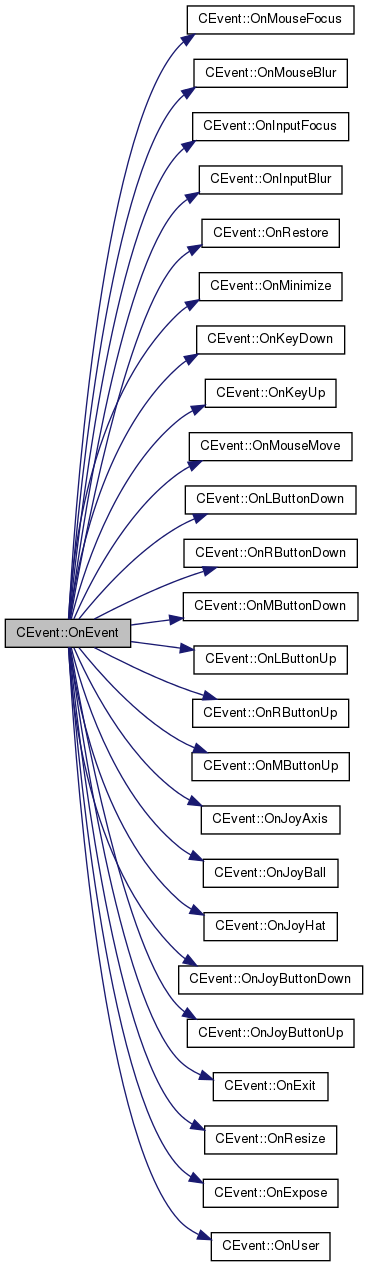 CEvent::OnMouseFocus
CEvent::OnMouseBlur
CEvent::OnInputFocus
CEvent::OnInputBlur
CEvent::OnRestore
CEvent::OnMinimize
CEvent::OnKeyDown
CEvent::OnKeyUp
CEvent::OnMouseMove
CEvent::OnLButtonDown
CEvent::OnRButtonDown
CEvent::OnMButtonDown
CEvent::OnEvent
CEvent::OnLButtonUp
CEvent::OnRButtonUp
CEvent::OnMButtonUp
CEvent::OnJoyAxis
CEvent::OnJoyBall
CEvent::OnJoyHat
CEvent::OnJoyButtonDown
CEvent::OnJoyButtonUp
CEvent::OnExit
CEvent::OnResize
CEvent::OnExpose
CEvent::OnUser